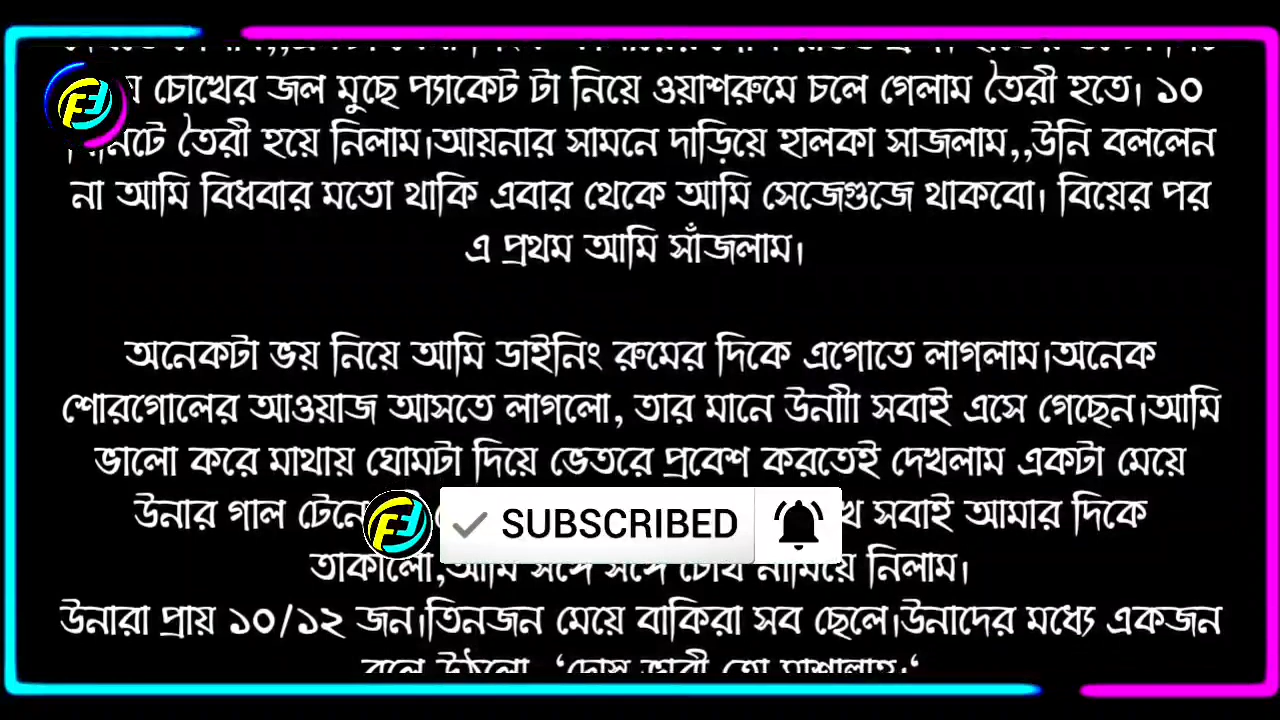 চোখের জল মুছে প্যাকেট টা নিয়ে ওয়াশরুমে চলে গেলাম তৈরী হতে। ১০
তৈরী হয়ে নিলাম।আয়নার সামনে দাড়িয়ে হালকা সাজলাম,,উনি বললেন
না আমি বিধবার মতো থাকি এবার থেকে আমি সেজেগুজে থাকবো। বিয়ের পর
এ প্রথম আমি সাঁজলাম।
অনেকটা ভয় নিয়ে আমি ডাইনিং রুমের দিকে এগোতে লাগলাম।অনেক
শোরগোলের আওয়াজ আসতে লাগলো, তার মানে উনাীা সবাই এসে গেছেন।আমি
ভালো করে মাথায় ঘোমটা দিয়ে ভেতরে প্রবেশ করতেই দেখলাম একটা মেয়ে
উনার গাল টেনে সবাই আমার দিকে
SUBSCRIBED
তাকালো,আমি সঙ্গে সঙ্গে চোখ নামিয়ে নিলাম।
উনারা প্রায় ১০/১২ জন।তিনজন মেয়ে বাকিরা সব ছেলে।উনাদের মধ্যে একজন
বলে উঠলো, ‘দোস্ত ভাবী তো মাশাল্লাহ।‘